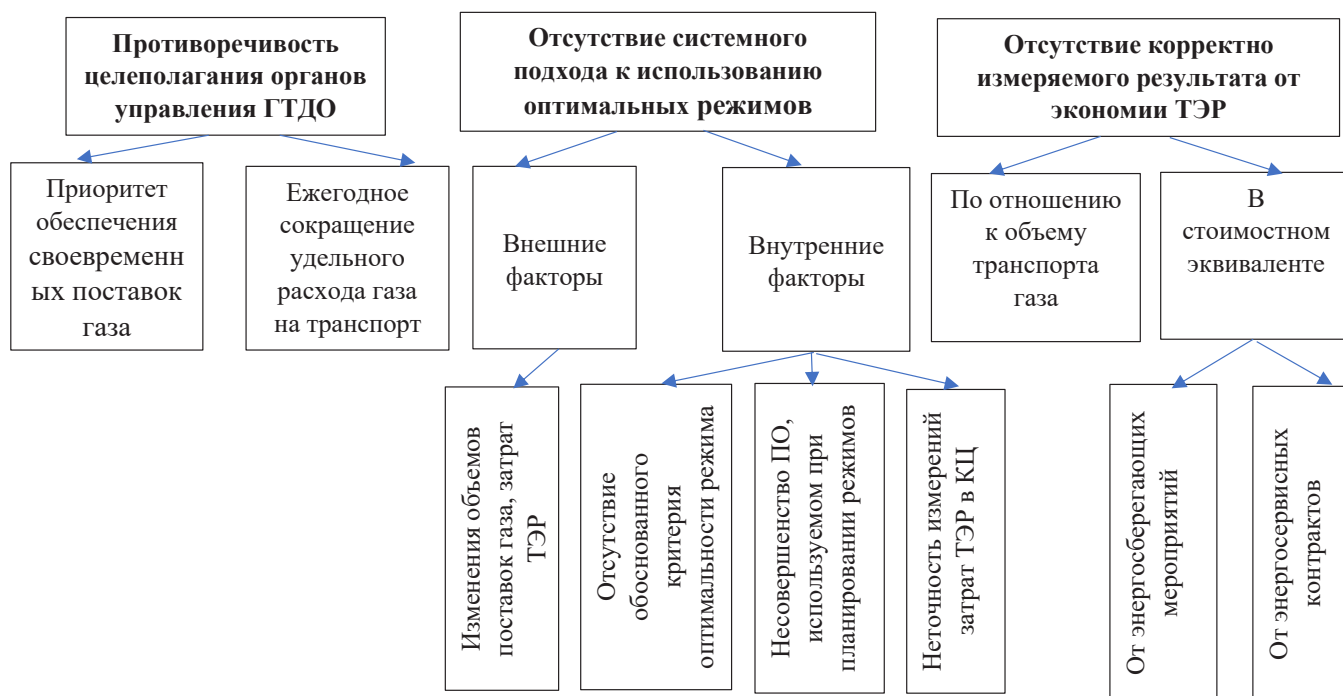 Противоречивость
целеполагания органов
управления ГТДО
Отсутствие системного
подхода к использованию
оптимальных режимов
Отсутствие корректно
измеряемого результата от
экономии ТЭР
Приоритет
обеспечения
своевременн
ых поставок
газа
Ежегодное
сокращение
удельного
расхода газа
на транспорт
Внешние
факторы
Внутренние
факторы
По отношению
к объему
транспорта
газа
В
стоимостном
эквиваленте
Изменения объемов
поставок газа, затрат
ТЭР
Отсутствие
обоснованного
критерия
оптимальности режима
Несовершенство ПО,
используемом при
планировании режимов
Неточность измерений
затрат ТЭР в КЦ
От энергосберегающих
мероприятий
От энергосервисных
контрактов